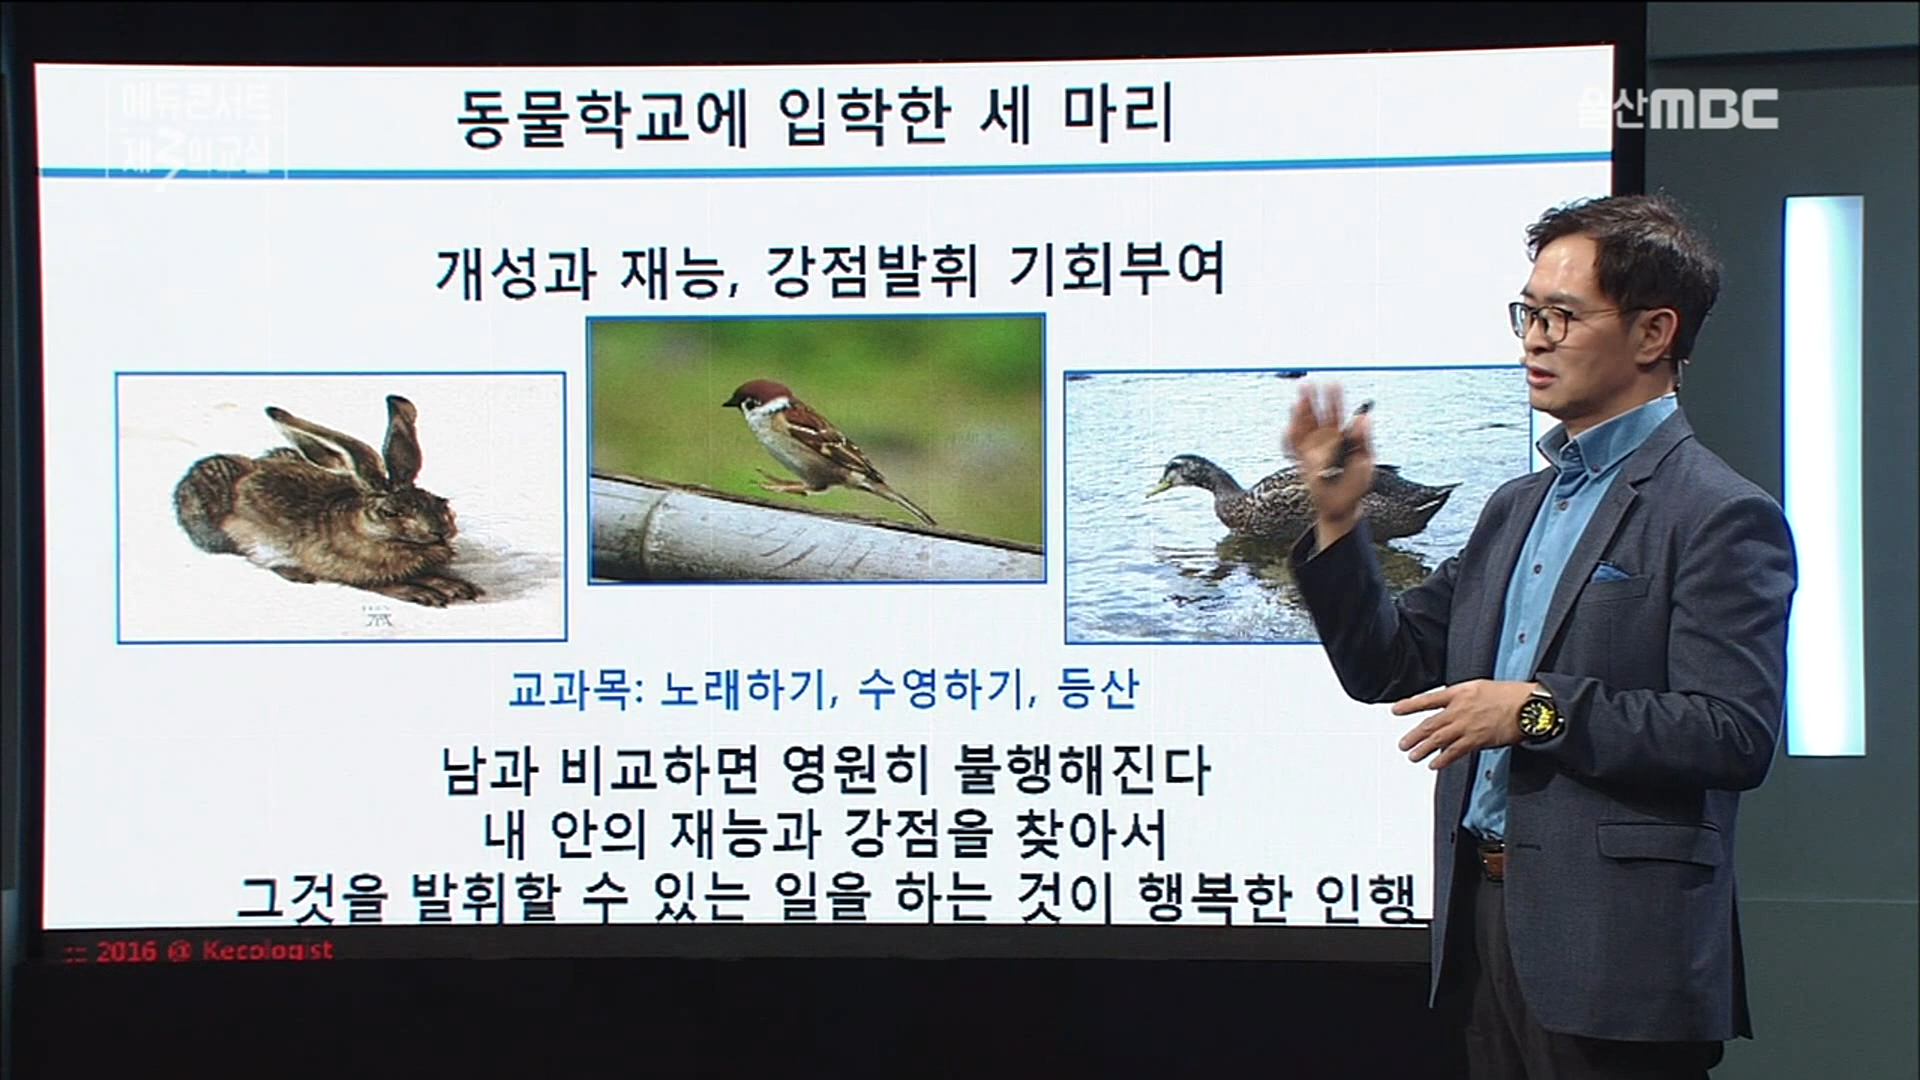 에듀콘서트
제3의교실
울산MBC
동물학교에 입학한 세 마리
개성과 재능, 강점발휘 기회부여
교과목: 노래하기, 수영하기, 등산
남과 비교하면 영원히 불행해진다
내 안의 재능과 강점을 찾아서
그것을 발휘할 수 있는 일을 하는 것이 행복한 인행
:: 2016 @ Kecologist